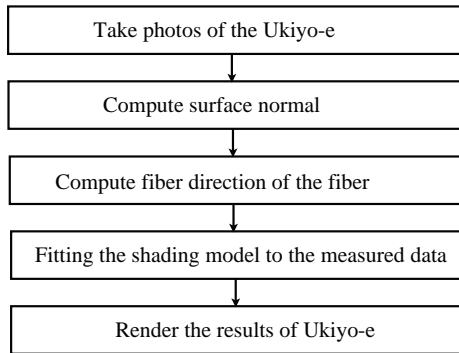 Take photos of the Ukiyo-e
Compute surface normal
Compute fiber direction of the fiber
Fitting the shading model to the measured data
Render the results of Ukiyo-e